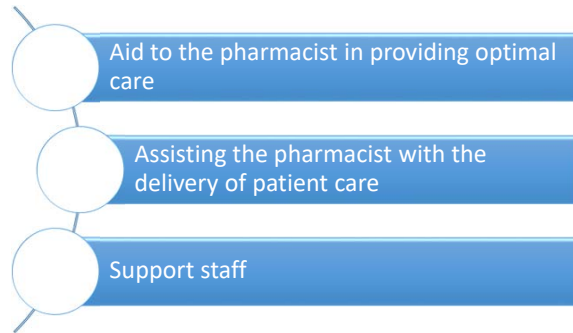 Aid to the pharmacist in providing optimal
care
Assisting the pharmacist with the
delivery of patient care
Support staff